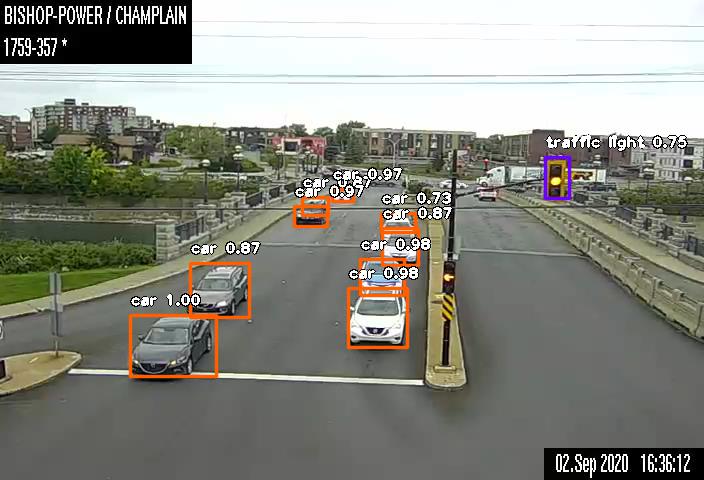 BISHOP-POWER / CHAMPLAIN
1759-357 *
traffic light 0.75
car 0.97
car 0.97
car 0.73
car 0.87
car 0.87
car 0.98
car 0.98
car 1.00
02.Sep 2020 16:36:12